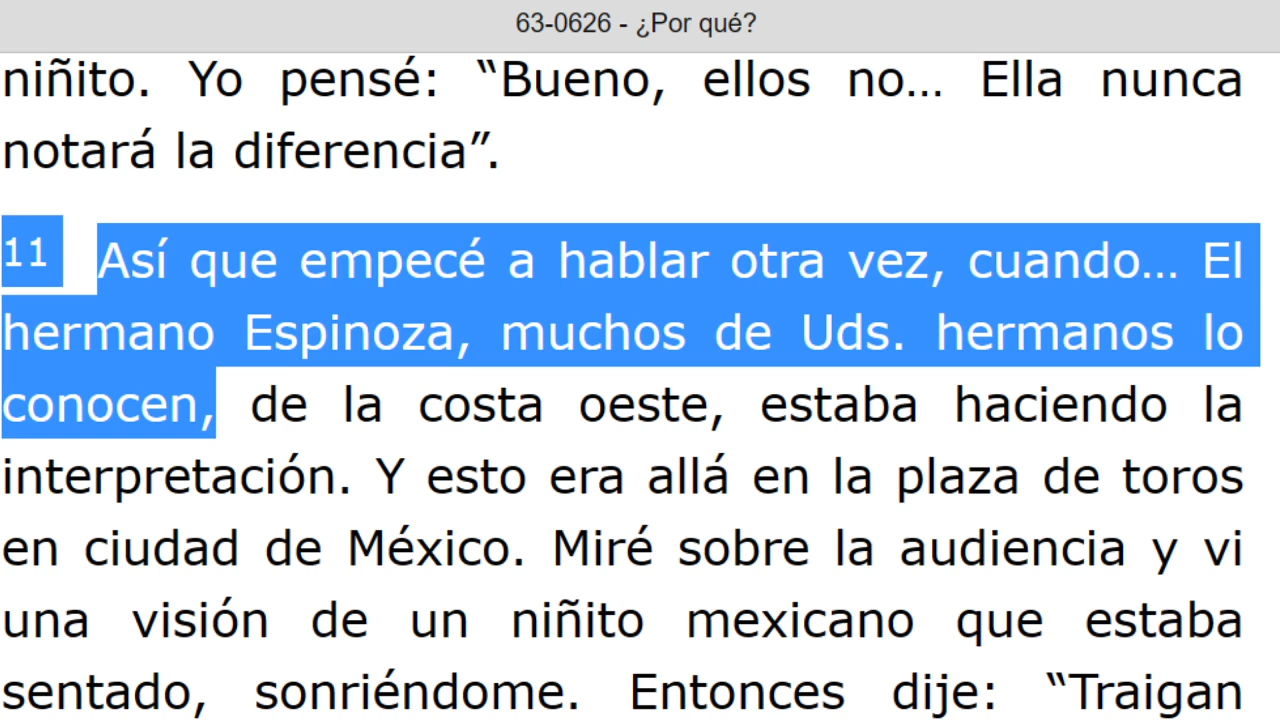 63-0626 - ¿Por qué?
niñito. Yo pensé: “Bueno, ellos no… Ella nunca
notará la diferencia”.
11 Así que empecé a hablar otra vez, cuando… El
hermano Espinoza, muchos de Uds. hermanos lo
conocen, de la costa oeste, estaba haciendo la
interpretación. Y esto era allá en la plaza de toros
en ciudad de México. Miré sobre la audiencia y vi
una visión de un niñito mexicano que estaba
sentado, sonriéndome. Entonces dije: “Traigan